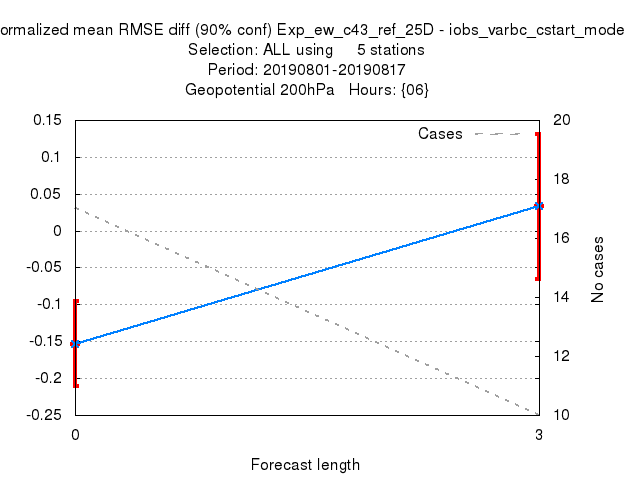 ormalized mean RMSE diff (90% conf) Exp_ew_c43_ref_25D - iobs_varbc_cstart_mode
Selection: ALL using     5 stations
Period: 20190801-20190817
Geopotential 200hPa   Hours: {06}
Cases
0.15
0.1
0.05
0
-0.05
-0.1
-0.15
-0.2
-0.25
20
18
16
14
12
10
No cases
0
3
Forecast length